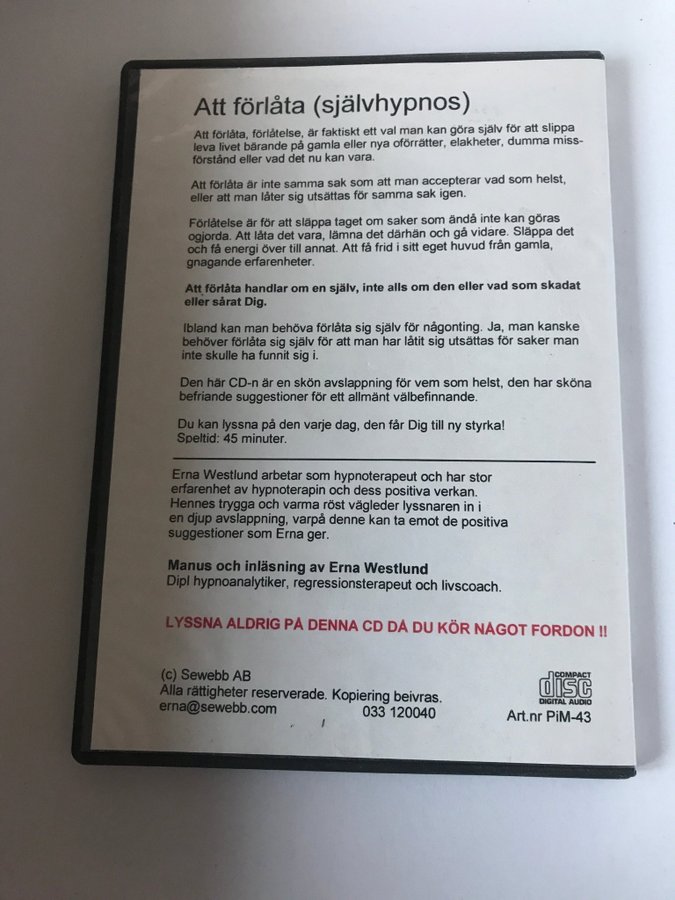 Att förlåta (självhypnos)
Att förlåta, förlåtelse, är faktiskt ett val man kan göra själv för att slippa
leva livet bärande på gamla eller nya oförrätter, elakheter, dumma miss-
förstånd eller vad det nu kan vara.
Att förlåta är inte samma sak som att man accepterar vad som helst,
eller att man låter sig utsättas för samma sak igen.
Förlåtelse är för att släppa taget om saker som ändå inte kan göras
ogjorda. Att låta det vara, lämna det därhän och gå vidare. Släppa det
och få energi över till annat. Att få frid i sitt eget huvud från gamla,
gnagande erfarenheter.
Att förlåta handlar om en själv, inte alls om den eller vad som skadat
eller sårat Dig.
Ibland kan man behöva förlåta sig själv för någonting. Ja, man kanske
behöver förlåta sig själv för att man har låtit sig utsättas för saker man
inte skulle ha funnit sig i.
Den här CD-n är en skön avslappning för vem som helst, den har sköna
befriande suggestioner för ett allmänt välbefinnande.
Du kan lyssna på den varje dag, den får Dig till ny styrka!
Speltid: 45 minuter.
Erna Westlund arbetar som hypnoterapeut och har stor
erfarenhet av hypnoterapin och dess positiva verkan.
Hennes trygga och varma röst vägleder lyssnaren in i
en djup avslappning, varpå denne kan ta emot de positiva
suggestioner som Erna ger.
Manus och inläsning av Erna Westlund
Dipl hypnoanalytiker, regressionsterapeut och livscoach.
LYSSNA ALDRIG PÅ DENNA CD DÅ DU KÖR NÅGOT FORDON !!
(c) Sewebb AB
Alla rättigheter reserverade. Kopiering beivras.
erna@sewebb.com 033 120040
COMPACT
disc
DIGITAL AUDIO
Art.nr PiM-43